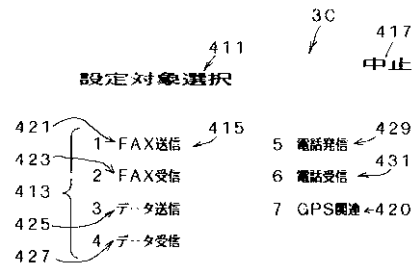 3C
411
417
設定対象選択
中止
421
1 FAX送信
415
5 電話発信
429
423
2 FAX受信
6 電話受信
431
413
3 データ送信
7 GPS関連
420
425
4 データ受信
427